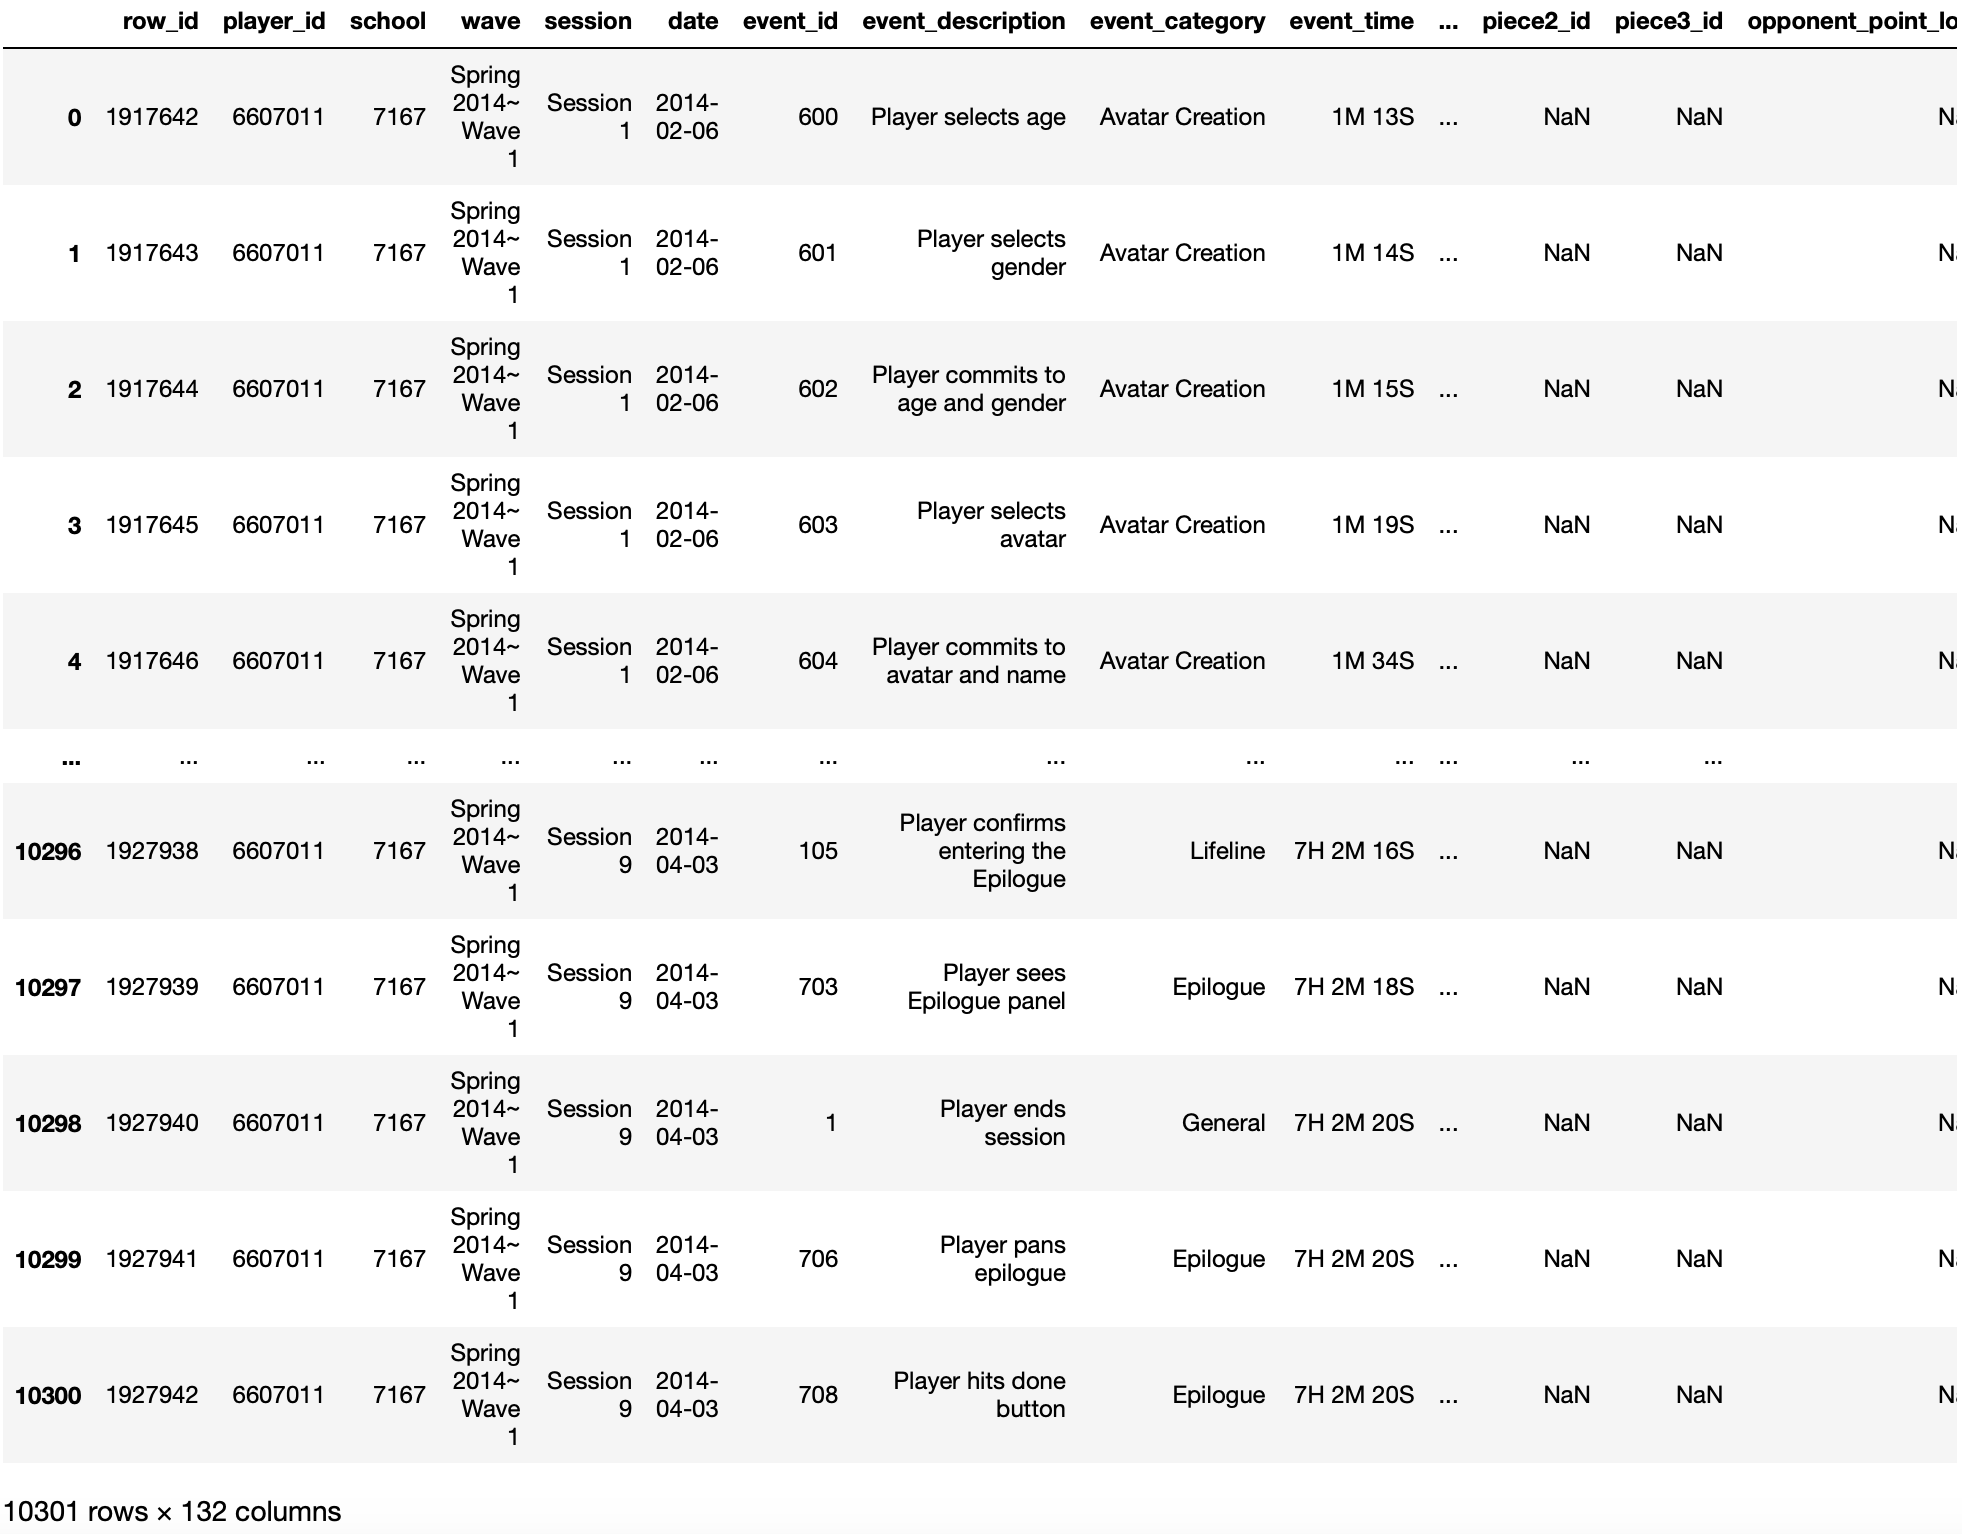 row_id player_id school wave session date event_id event_description event_category event_time ... piece2_id piece3_id opponent_point_lo
0 1917642 6607011 7167 Spring 2014~ Wave 1 Session 1 2014-02-06 600 Player selects age Avatar Creation 1M 13S ... NaN NaN Na
1 1917643 6607011 7167 Spring 2014~ Wave 1 Session 1 2014-02-06 601 Player selects gender Avatar Creation 1M 14S ... NaN NaN Na
2 1917644 6607011 7167 Spring 2014~ Wave 1 Session 1 2014-02-06 602 Player commits to age and gender Avatar Creation 1M 15S ... NaN NaN Na
3 1917645 6607011 7167 Spring 2014~ Wave 1 Session 1 2014-02-06 603 Player selects avatar Avatar Creation 1M 19S ... NaN NaN Na
4 1917646 6607011 7167 Spring 2014~ Wave 1 Session 1 2014-02-06 604 Player commits to avatar and name Avatar Creation 1M 34S ... NaN NaN Na
... ... ... ... ... ... ... ... ... ... ... ... ... ...
10296 1927938 6607011 7167 Spring 2014~ Wave 1 Session 9 2014-04-03 105 Player confirms entering the Epilogue Lifeline 7H 2M 16S ... NaN NaN Na
10297 1927939 6607011 7167 Spring 2014~ Wave 1 Session 9 2014-04-03 703 Player sees Epilogue panel Epilogue 7H 2M 18S ... NaN NaN Na
10298 1927940 6607011 7167 Spring 2014~ Wave 1 Session 9 2014-04-03 1 Player ends session General 7H 2M 20S ... NaN NaN Na
10299 1927941 6607011 7167 Spring 2014~ Wave 1 Session 9 2014-04-03 706 Player pans epilogue Epilogue 7H 2M 20S ... NaN NaN Na
10300 1927942 6607011 7167 Spring 2014~ Wave 1 Session 9 2014-04-03 708 Player hits done button Epilogue 7H 2M 20S ... NaN NaN Na
10301 rows × 132 columns